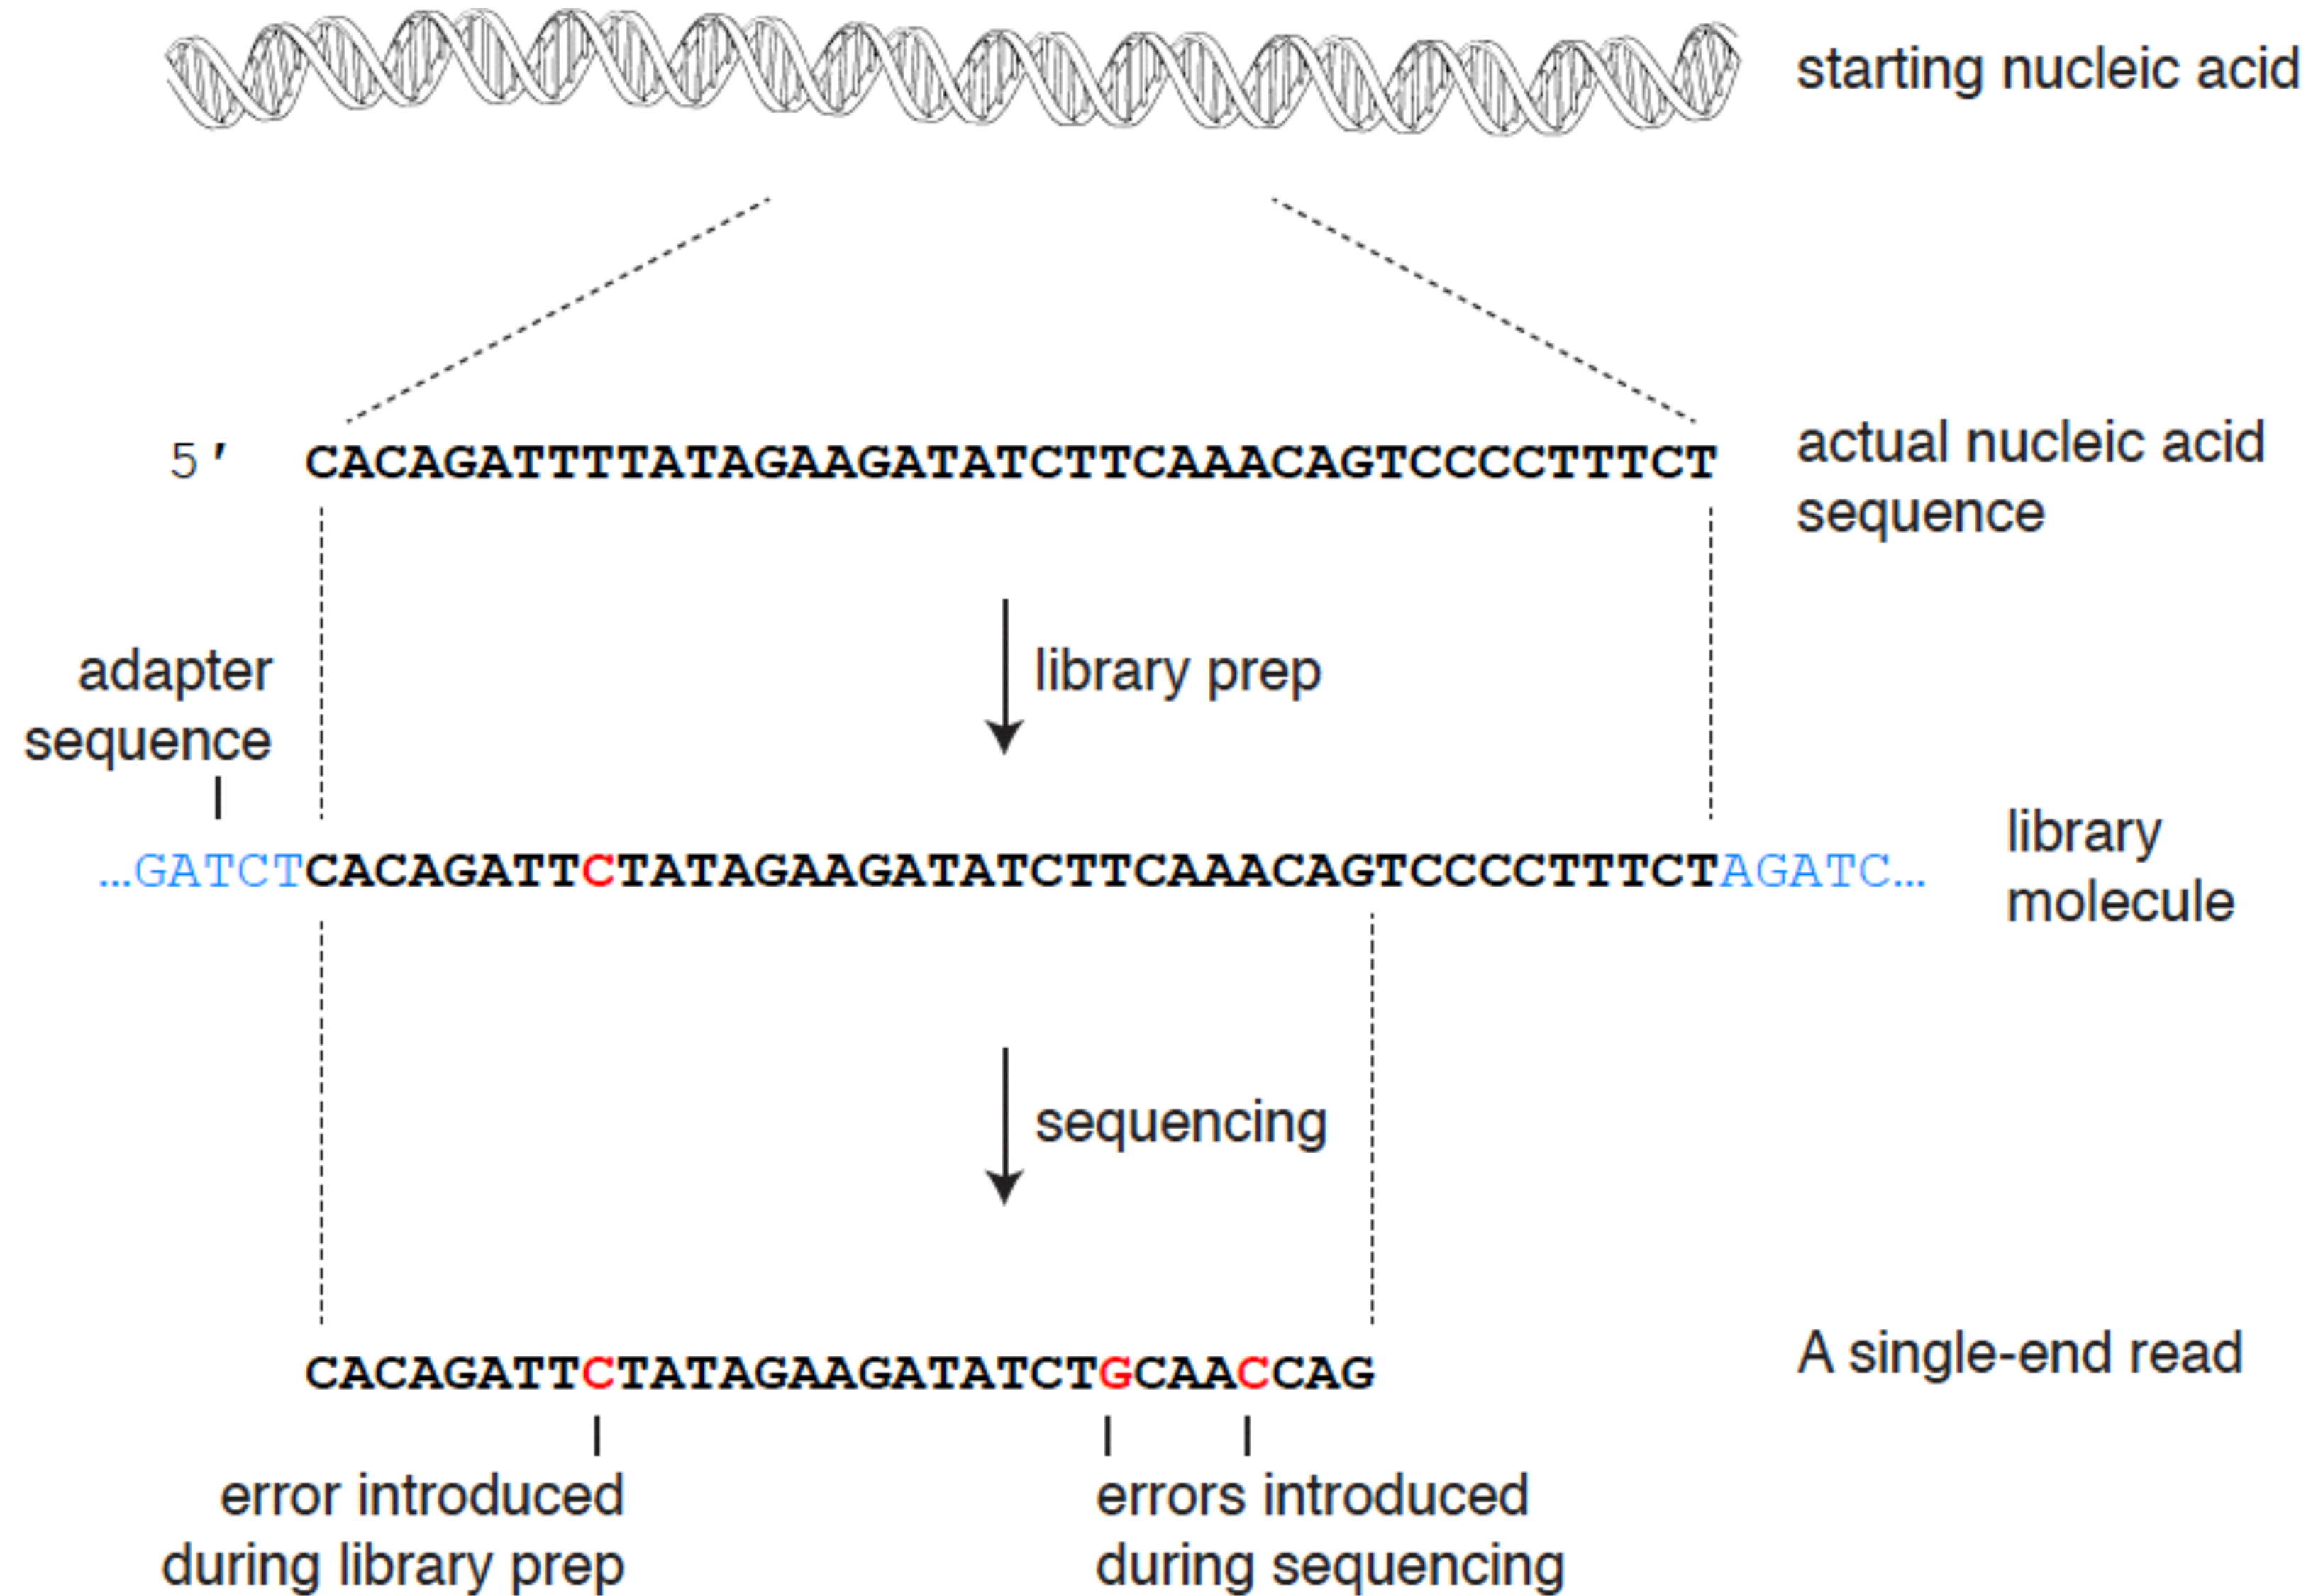 starting nucleic acid
5′ CACAGATTTTATAGAAGATATCTTCAAACAGTCCCCTTTCT
actual nucleic acid
sequence
adapter
sequence
library prep
...GATCTCACAGATTCTATAGAAGATATCTTCAAACAGTCCCCTTTCTAGATC...
library
molecule
sequencing
CACAGATTCTATAGAAGATATCTGCAACCAG
A single-end read
error introduced
during library prep
errors introduced
during sequencing